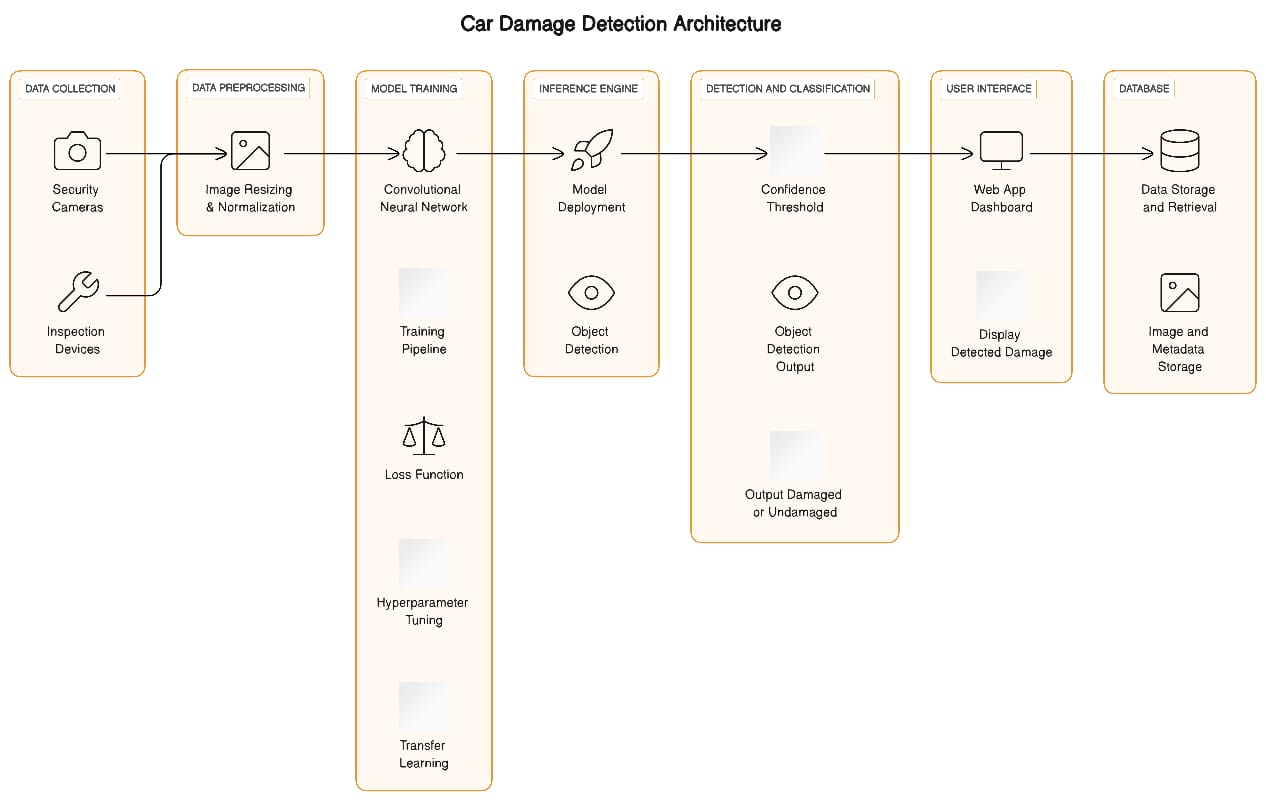 Car Damage Detection Architecture
DATA COLLECTION
Security
Cameras
Inspection
Devices
DATA PREPROCESSING
Image Resizing
& Normalization
MODEL TRAINING
Convolutional
Neural Network
Training
Pipeline
Loss Function
Hyperparameter
Tuning
Transfer
Learning
INFERENCE ENGINE
Model
Deployment
Object
Detection
DETECTION AND CLASSIFICATION
Confidence
Threshold
Object
Detection
Output
Output Damaged
or Undamaged
USER INTERFACE
Web App
Dashboard
Display
Detected Damage
DATABASE
Data Storage
and Retrieval
Image and
Metadata
Storage